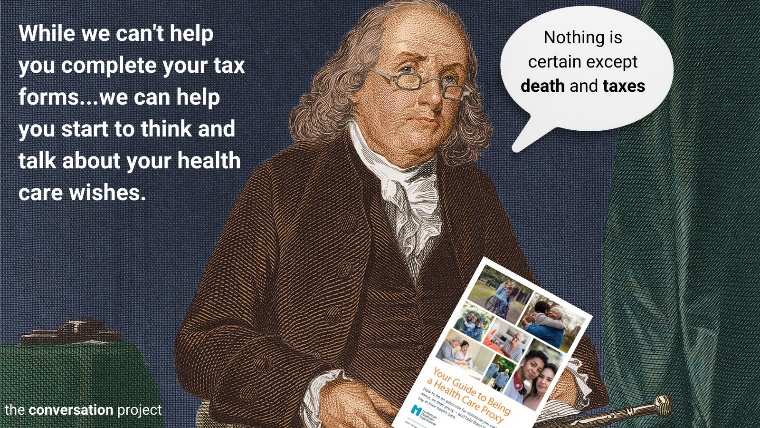 While we can't help
you complete your tax
forms...we can help
you start to think and
talk about your health
care wishes.
Nothing is
certain except
death and taxes
Your Guide to Being
a Health Care Proxy
the conversation project